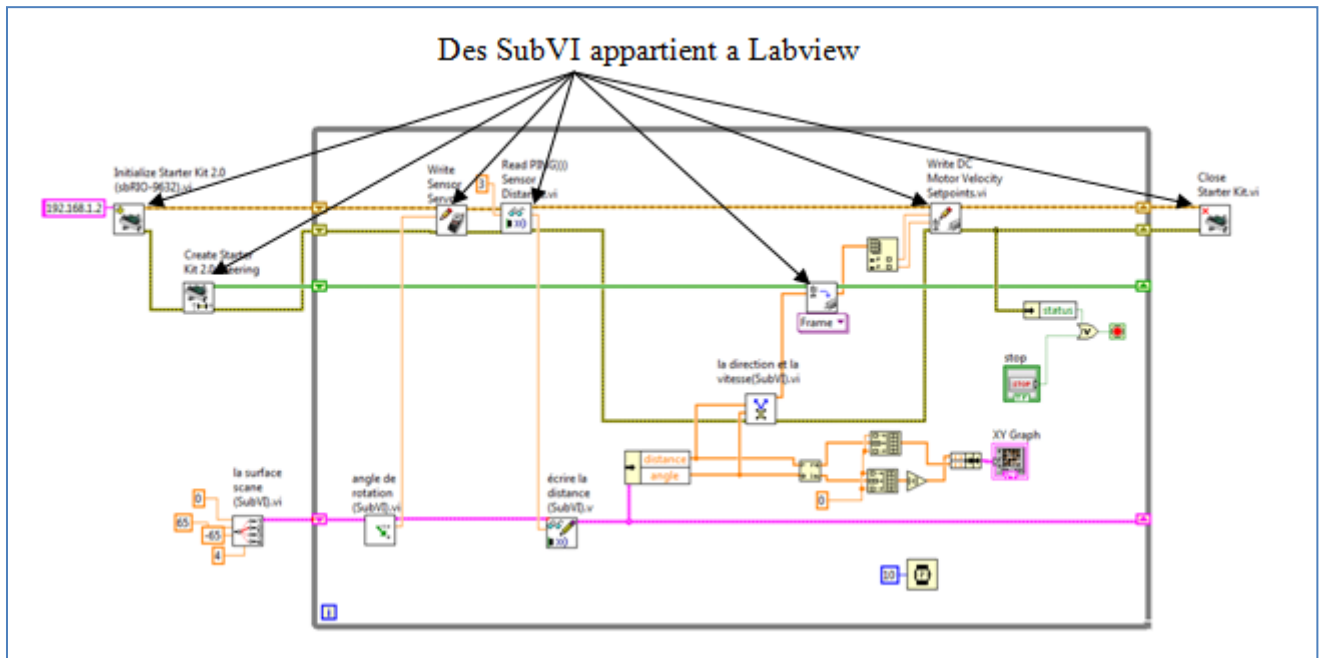 Des SubVI appartient a Labview
Initialize Starter Kit 2.0
(sbRIO-9632).vi
192.168.1.2
Create Starter
Kit 2.0
Write
Sensor
3
Read PING)))
Sensor
Write DC
Motor Velocity
Setpoints.vi
Close
Starter Kit.vi
Frame
status
stop
STOP
la direction et la
vitesse(SubVI).vi
XY Graph
distance
angle
0
la surface
scane
(SubVI).vi
0
65
-65
4
angle de
rotation
(SubVI).vi
écrire la
distance
(SubVI).v
10
i